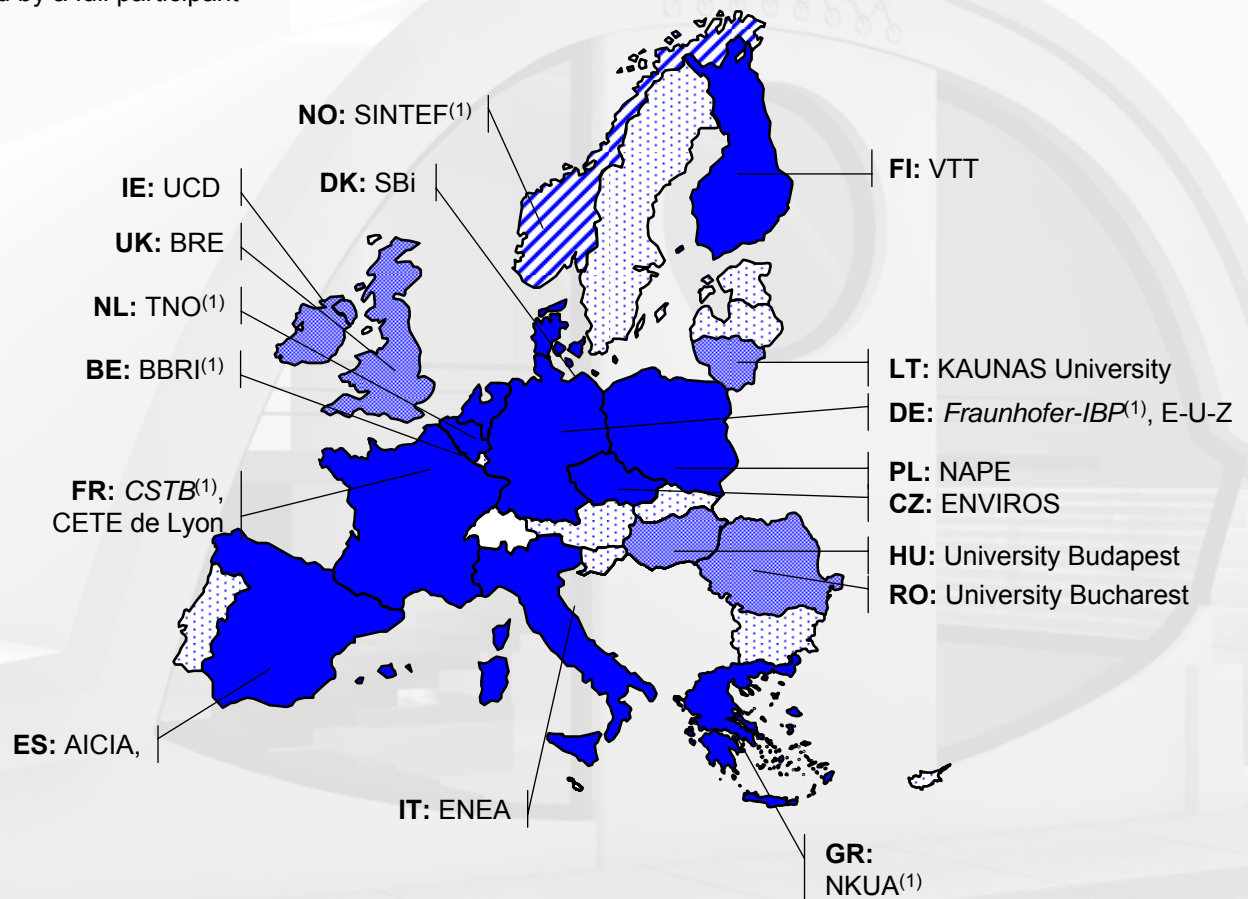 by a full participant
NO: SINTEF(1)
IE: UCD
DK: SBi
FI: VTT
UK: BRE
NL: TNO(1)
BE: BBRI(1)
LT: KAUNAS University
DE: Fraunhofer-IBP(1), E-U-Z
PL: NAPE
FR: CSTB(1),
CETE de Lyon
CZ: ENVIROS
HU: University Budapest
RO: University Bucharest
ES: AICIA,
IT: ENEA
GR:
NKUA(1)